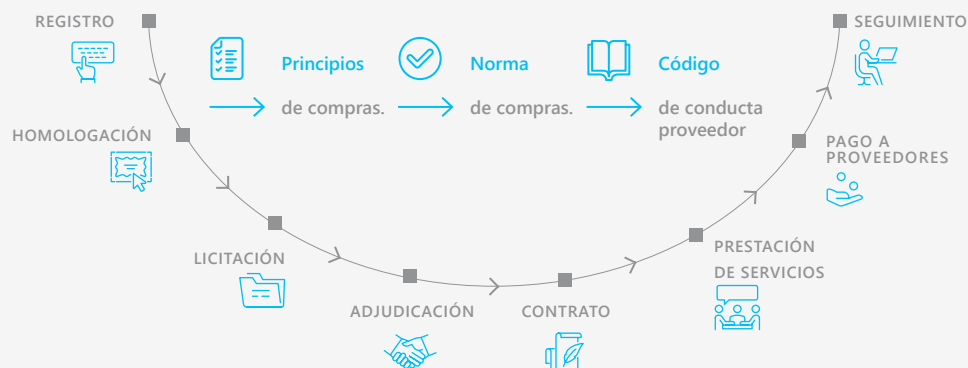 REGISTRO
SEGUIMIENTO
Principios
de compras.
Norma
de compras.
Código
de conducta
proveedor
HOMOLOGACIÓN
PAGO A
PROVEEDORES
LICITACIÓN
PRESTACIÓN
DE SERVICIOS
ADJUDICACIÓN
CONTRATO